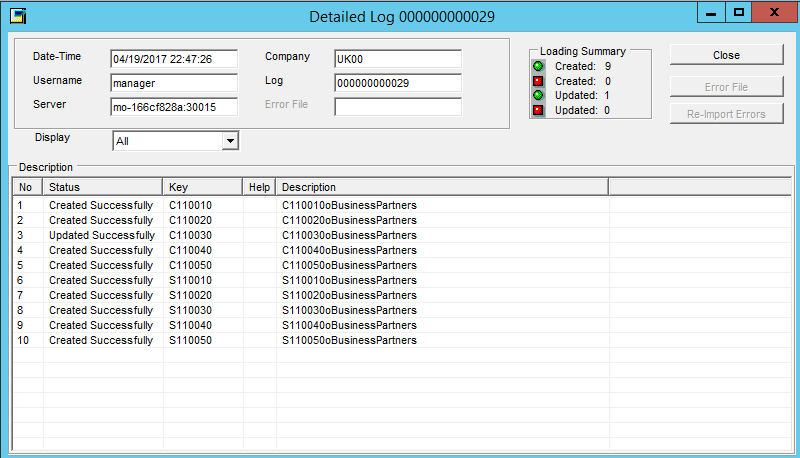 Detailed Log 000000000029
Date-Time 04/19/2017 22:47:26 Company UK00
Username manager Log 000000000029
Server mo-166cf828a:30015 Error File
Display All
Loading Summary
Created: 9
Created: 0
Updated: 1
Updated: 0
Close
Error File
Re-Import Errors
Description
No Status Key Help Description
1 Created Successfully C110010 C110010oBusinessPartners
2 Created Successfully C110020 C110020oBusinessPartners
3 Updated Successfully C110030 C110030oBusinessPartners
4 Created Successfully C110040 C110040oBusinessPartners
5 Created Successfully C110050 C110050oBusinessPartners
6 Created Successfully S110010 S110010oBusinessPartners
7 Created Successfully S110020 S110020oBusinessPartners
8 Created Successfully S110030 S110030oBusinessPartners
9 Created Successfully S110040 S110040oBusinessPartners
10 Created Successfully S110050 S110050oBusinessPartners